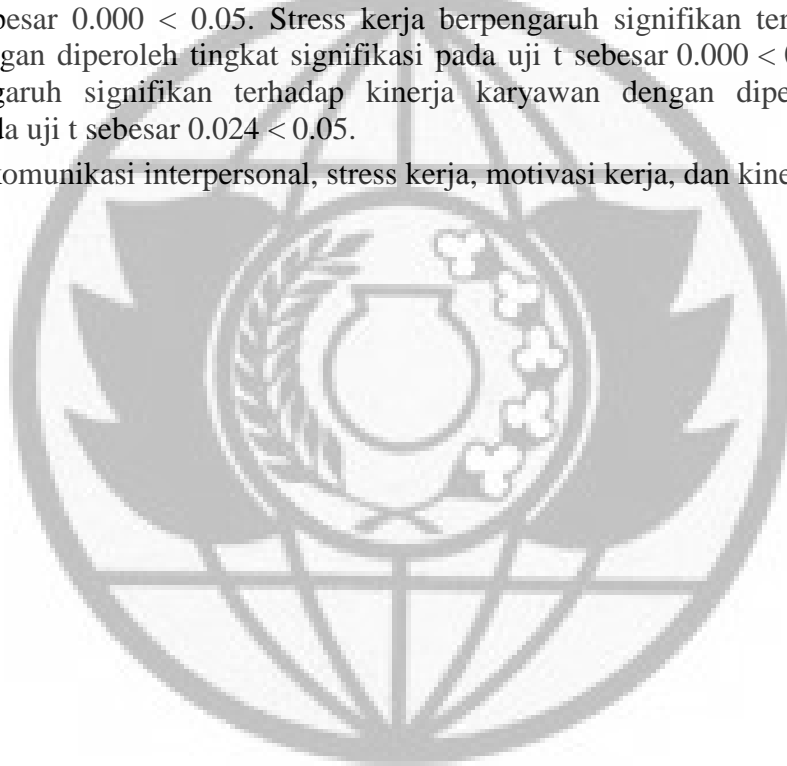 besar 0.000 < 0.05. Stress kerja berpengaruh signifikan ter
gan diperoleh tingkat signifikasi pada uji t sebesar 0.000 < 0
garuh signifikan terhadap kinerja karyawan dengan dipe
da uji t sebesar 0.024 < 0.05.
komunikasi interpersonal, stress kerja, motivasi kerja, dan kine